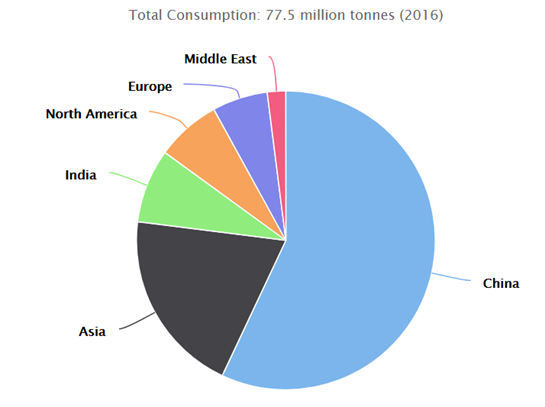 Total Consumption: 77.5 million tonnes (2016)
Middle East
Europe
North America
India
China
Asia